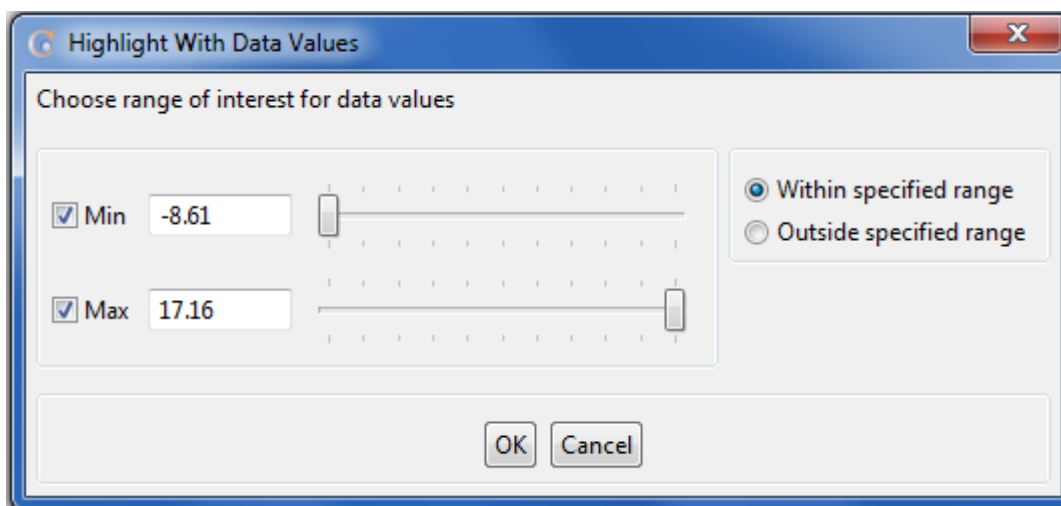 Highlight With Data Values
Choose range of interest for data values
Min -8.61
Max 17.16
Within specified range
Outside specified range
OK Cancel